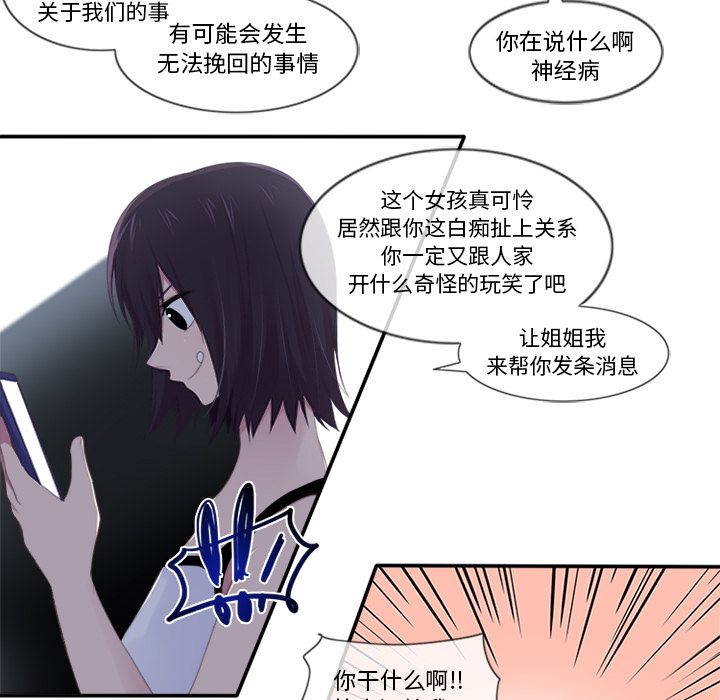 关于我们的事
有可能会发生
无法挽回的事情
你在说什么啊
神经病
这个女孩真可怜
居然跟你这白痴扯上关系
你一定又跟人家
开什么奇怪的玩笑了吧
让姐姐我
来帮你发条消息
!!
你干什么啊!!